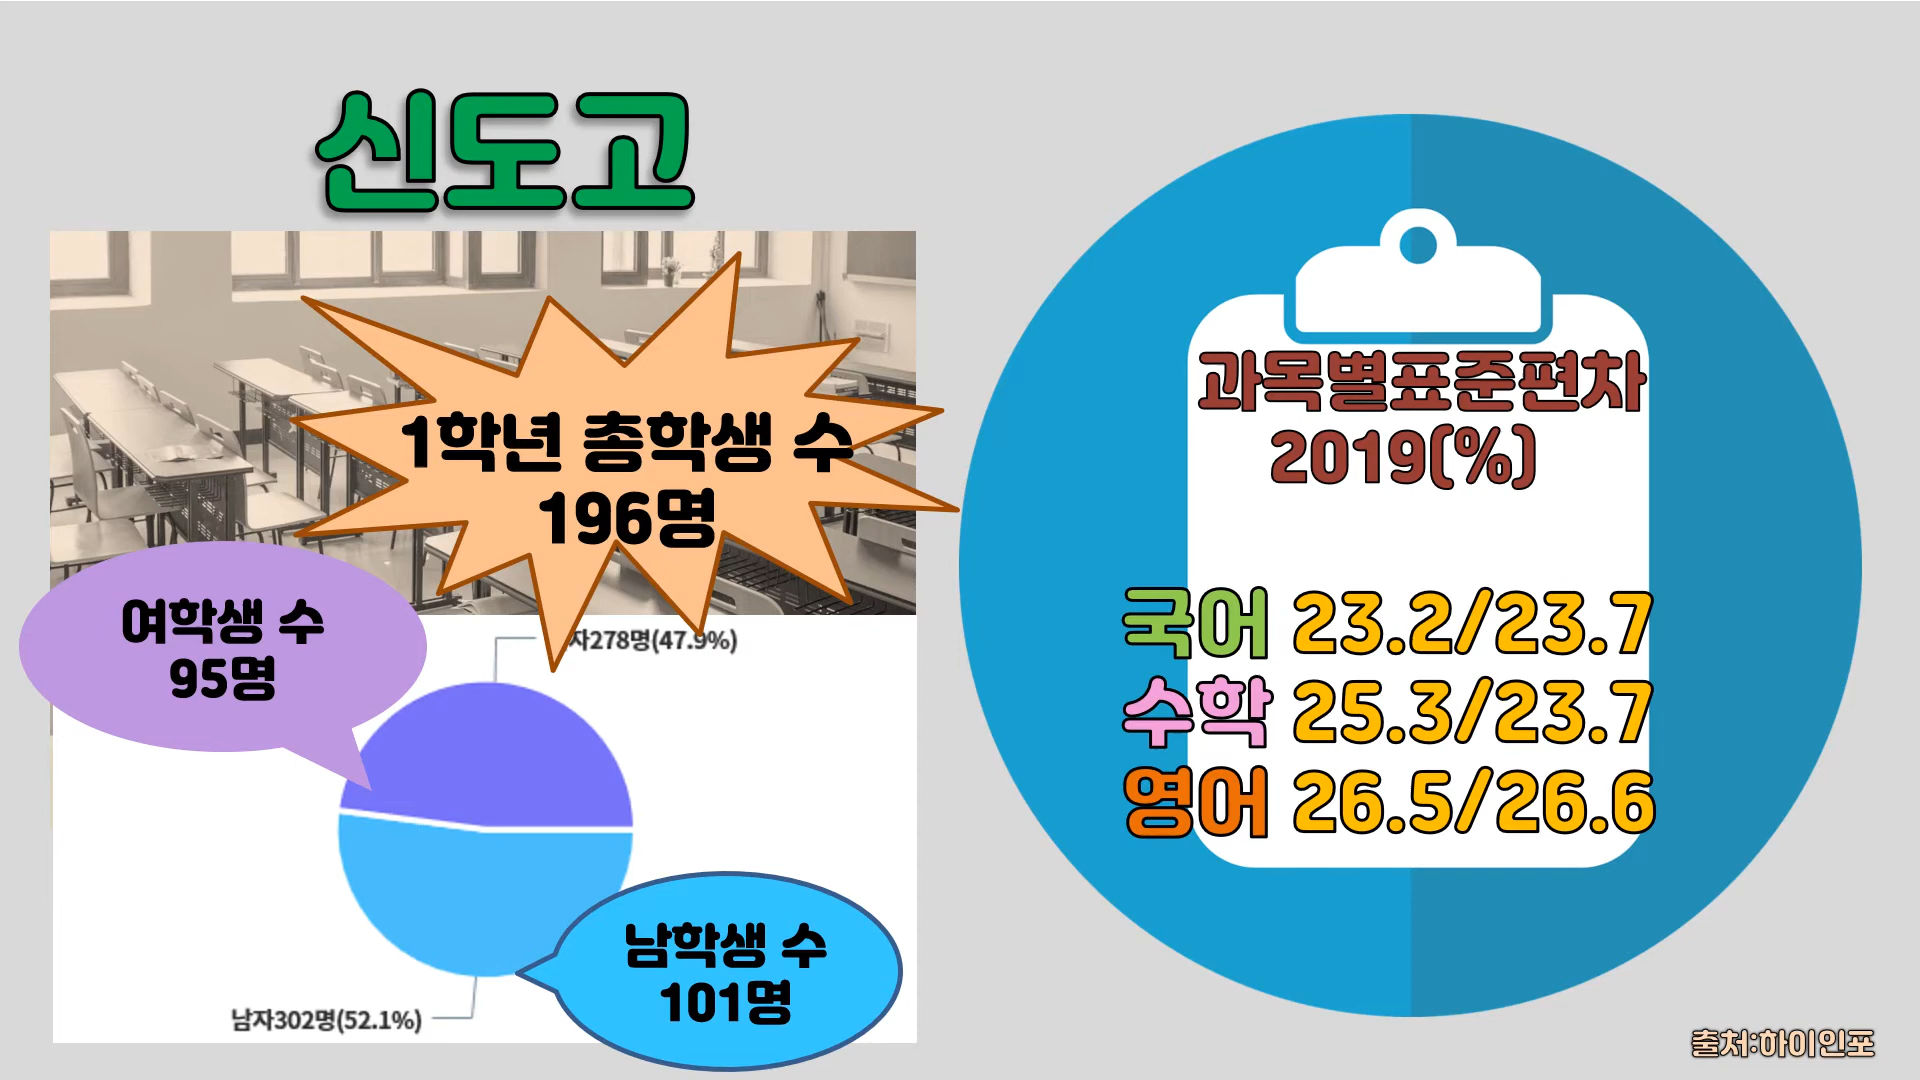 신도고
1학년 총학생 수
196명
여학생 수
95명
자278명(47.9%)
남학생 수
101명
남자302명(52.1%)
과목별표준편차
2019(%)
국어 23.2/23.7
수학 25.3/23.7
영어 26.5/26.6
출처:하이인포